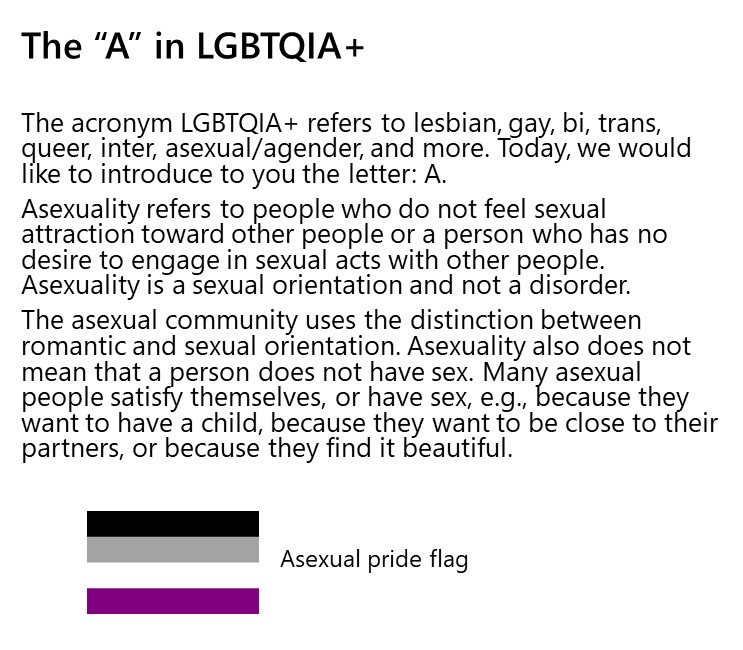 The “A” in LGBTQIA+
The acronym LGBTQIA+ refers to lesbian, gay, bi, trans,
queer, inter, asexual/agender, and more. Today, we would
like to introduce to you the letter: A.
Asexuality refers to people who do not feel sexual
attraction toward other people or a person who has no
desire to engage in sexual acts with other people.
Asexuality is a sexual orientation and not a disorder.
The asexual community uses the distinction between
romantic and sexual orientation. Asexuality also does not
mean that a person does not have sex. Many asexual
people satisfy themselves, or have sex, e.g., because they
want to have a child, because they want to be close to their
partners, or because they find it beautiful.
Asexual pride flag